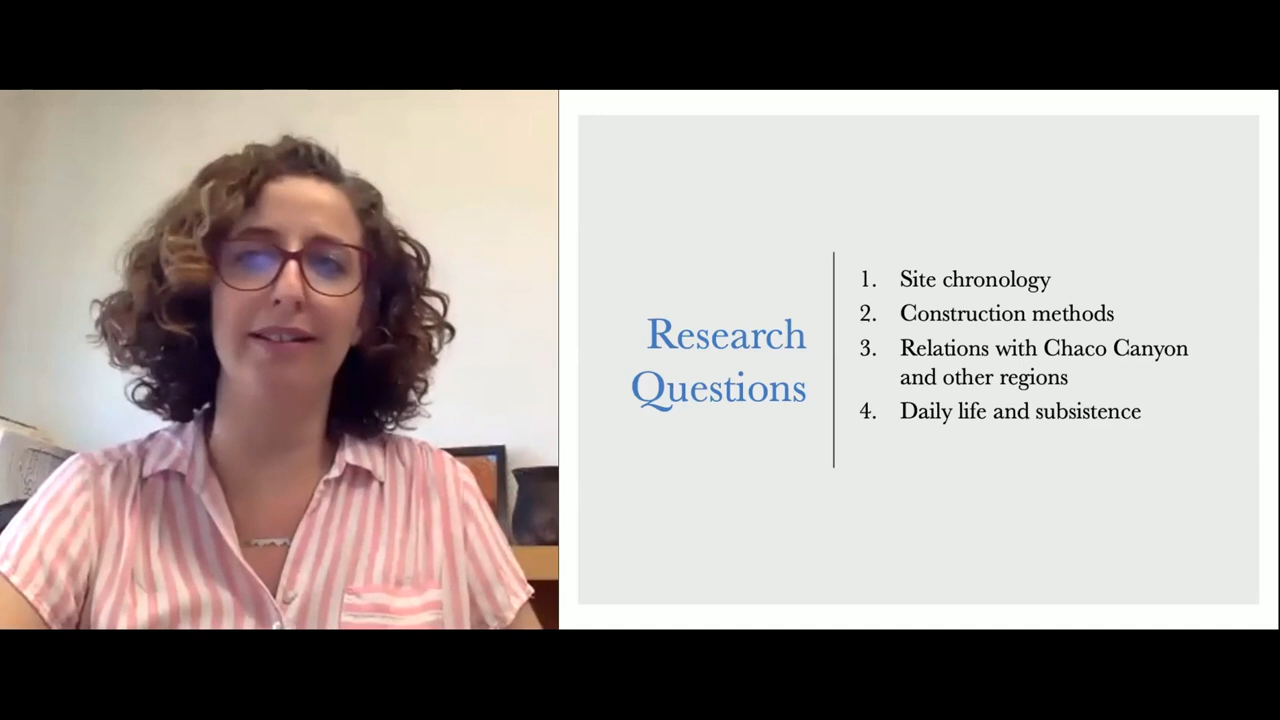 Research
Questions
1. Site chronology
2. Construction methods
3. Relations with Chaco Canyon
and other regions
4. Daily life and subsistence